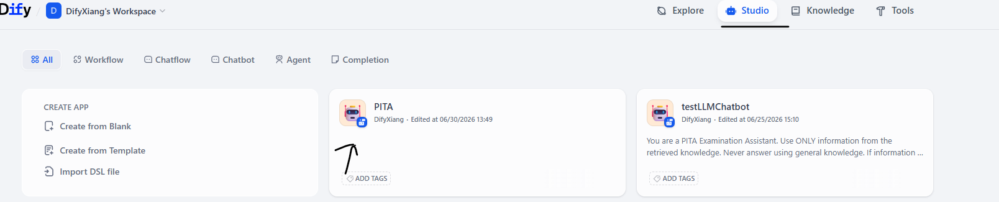 Dify / D DifyXiang's Workspace
Explore
Studio
Knowledge
Tools
All
Workflow
Chatflow
Chatbot
Agent
Completion
CREATE APP
Create from Blank
Create from Template
Import DSL file
PITA
DifyXiang · Edited at 06/30/2026 13:49
ADD TAGS
testLLMChatbot
DifyXiang · Edited at 06/25/2026 15:10
You are a PITA Examination Assistant. Use ONLY information from the
retrieved knowledge. Never answer using general knowledge. If information ...
ADD TAGS